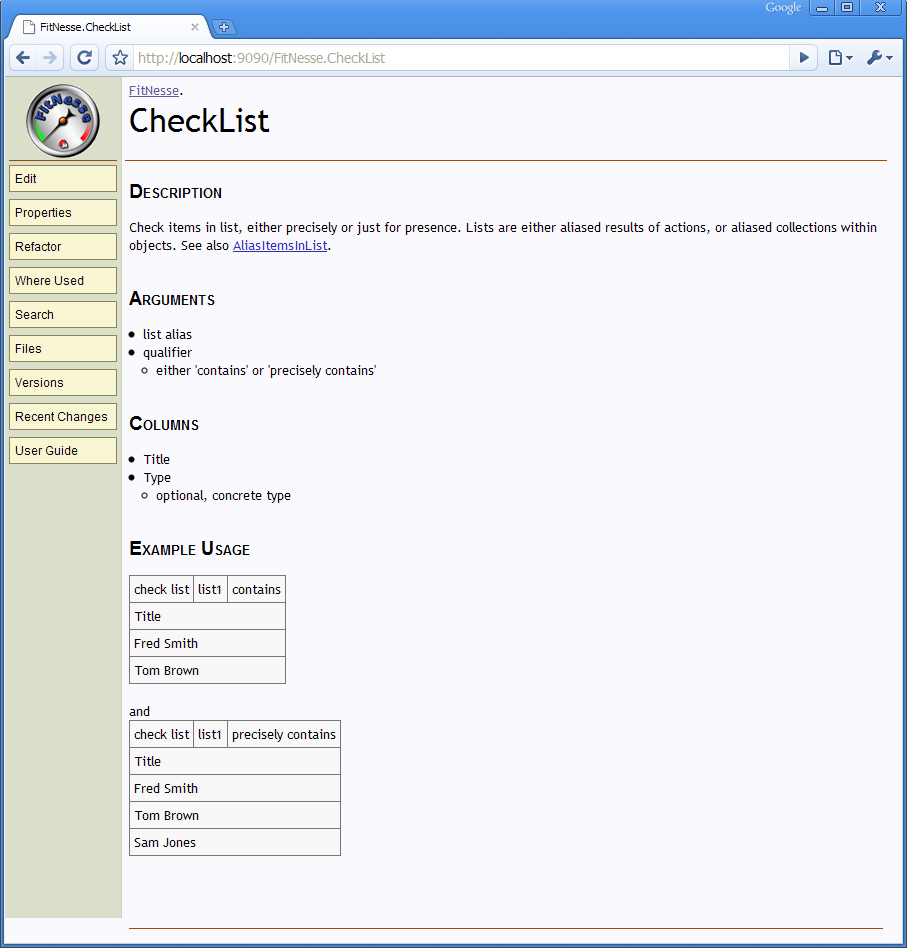 Google
FitNesse.CheckList
http://localhost:9090/FitNesse.CheckList
FitNesse
FitNesse.
CheckList
Edit
Properties
Refactor
Where Used
Search
Files
Versions
Recent Changes
User Guide
Description
Check items in list, either precisely or just for presence. Lists are either aliased results of actions, or aliased collections within
objects. See also AliasItemsInList.
Arguments
• list alias
• qualifier
○ either 'contains' or 'precisely contains'
Columns
• Title
• Type
○ optional, concrete type
Example Usage
check list list1 contains
Title
Fred Smith
Tom Brown
and
check list list1 precisely contains
Title
Fred Smith
Tom Brown
Sam Jones